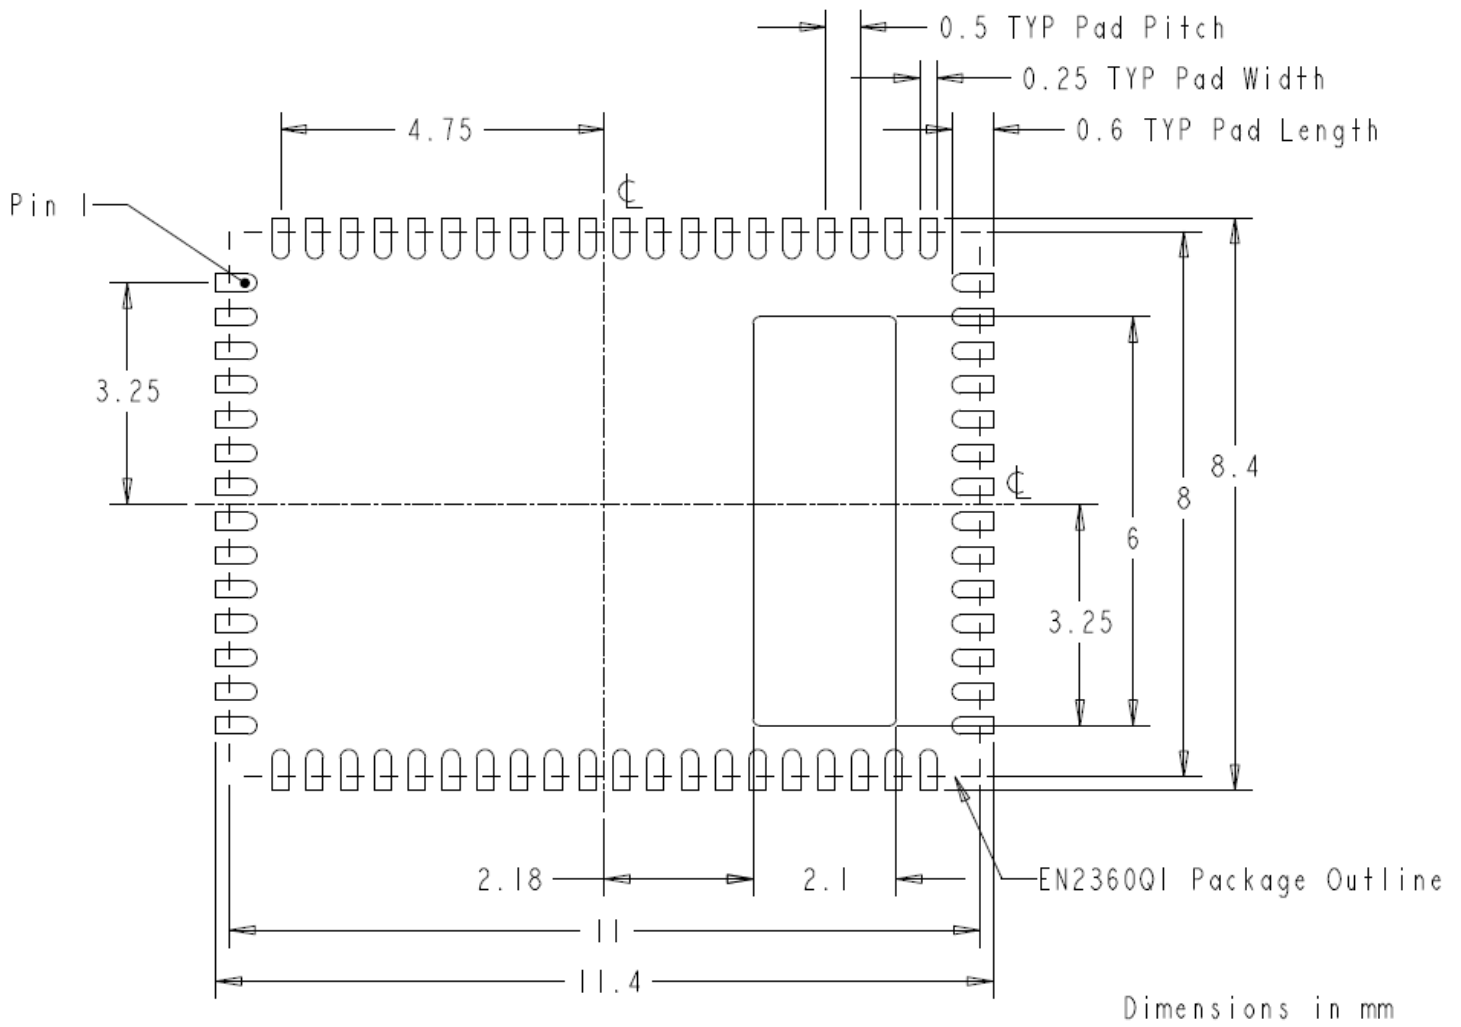 0.5 TYP Pad Pitch
0.25 TYP Pad Width
4.75
0.6 TYP Pad Length
℄
Pin 1
3.25
8.4
℄
8
6
3.25
2.18
2.1
EN2360QI Package Outline
11
11.4
Dimensions in mm